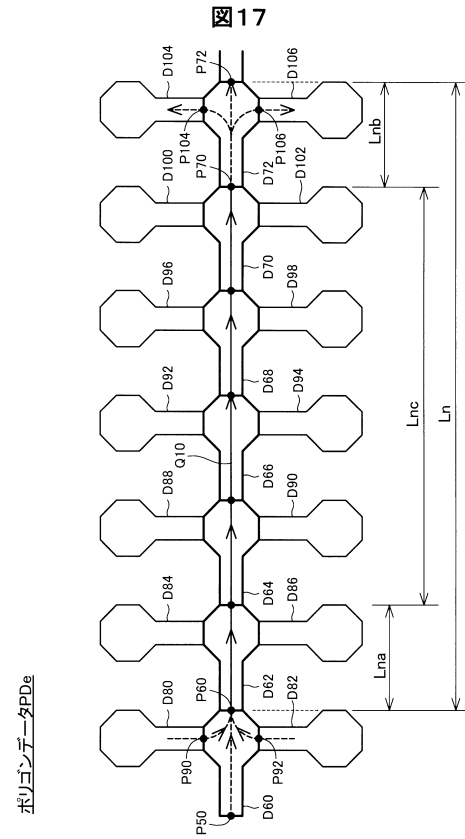 図17
ポリゴンデータPDe
D104
P72
D106
P104
P106
P70
D72
D100
D102
D70
D96
D98
D68
D92
D94
Q10
D66
D88
D90
D64
D84
D86
D62
P60
D80
D82
P90
P92
P50
D60
Lnb
Lnc
Ln
Lna